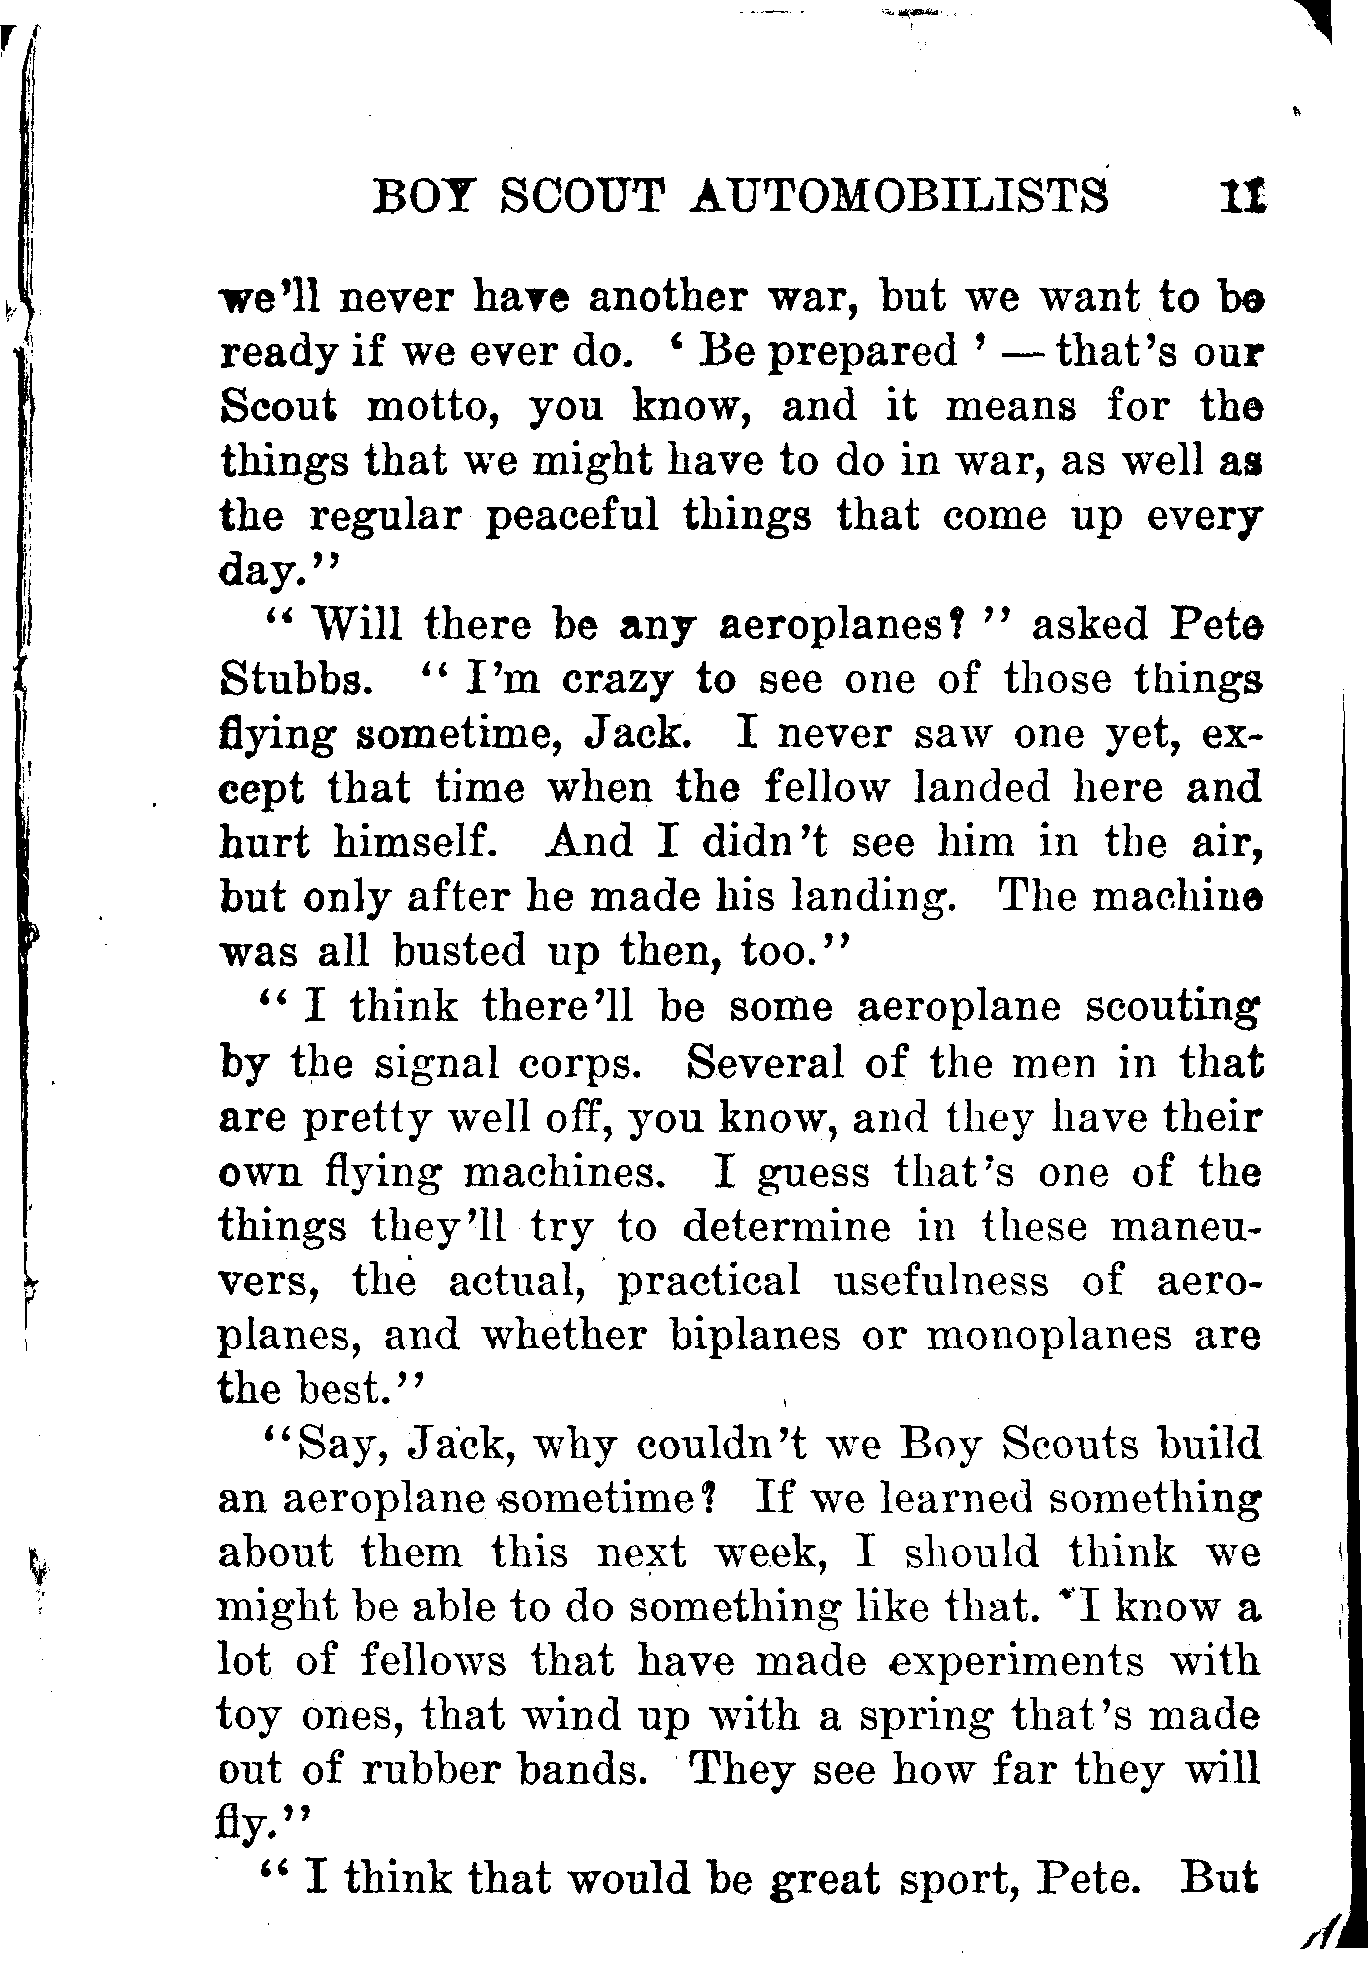 BOY SCOUT AUTOMOBILISTS 11
we'll never have another war, but we want to be
ready if we ever do. ‘ Be prepared ’ — that's our
Scout motto, you know, and it means for the
things that we might have to do in war, as well as
the regular peaceful things that come up every
day.”
“ Will there be any aeroplanes? ” asked Pete
Stubbs. “ I'm crazy to see one of those things
flying sometime, Jack. I never saw one yet, ex-
cept that time when the fellow landed here and
hurt himself. And I didn't see him in the air,
but only after he made his landing. The machine
was all busted up then, too.”
“ I think there'll be some aeroplane scouting
by the signal corps. Several of the men in that
are pretty well off, you know, and they have their
own flying machines. I guess that's one of the
things they'll try to determine in these maneu-
vers, the actual, practical usefulness of aero-
planes, and whether biplanes or monoplanes are
the best.”
“Say, Jack, why couldn't we Boy Scouts build
an aeroplane sometime? If we learned something
about them this next week, I should think we
might be able to do something like that. I know a
lot of fellows that have made experiments with
toy ones, that wind up with a spring that's made
out of rubber bands. They see how far they will
fly.”
“ I think that would be great sport, Pete. But